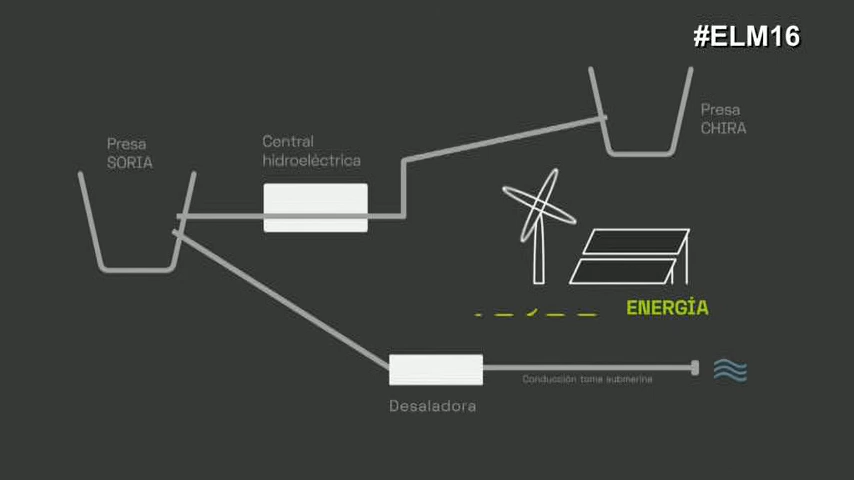 #ELM16
Presa
CHIRA
Presa
SORIA
Central
hidroeléctrica
ENERGÍA
Conducción toma submarina
Desaladora